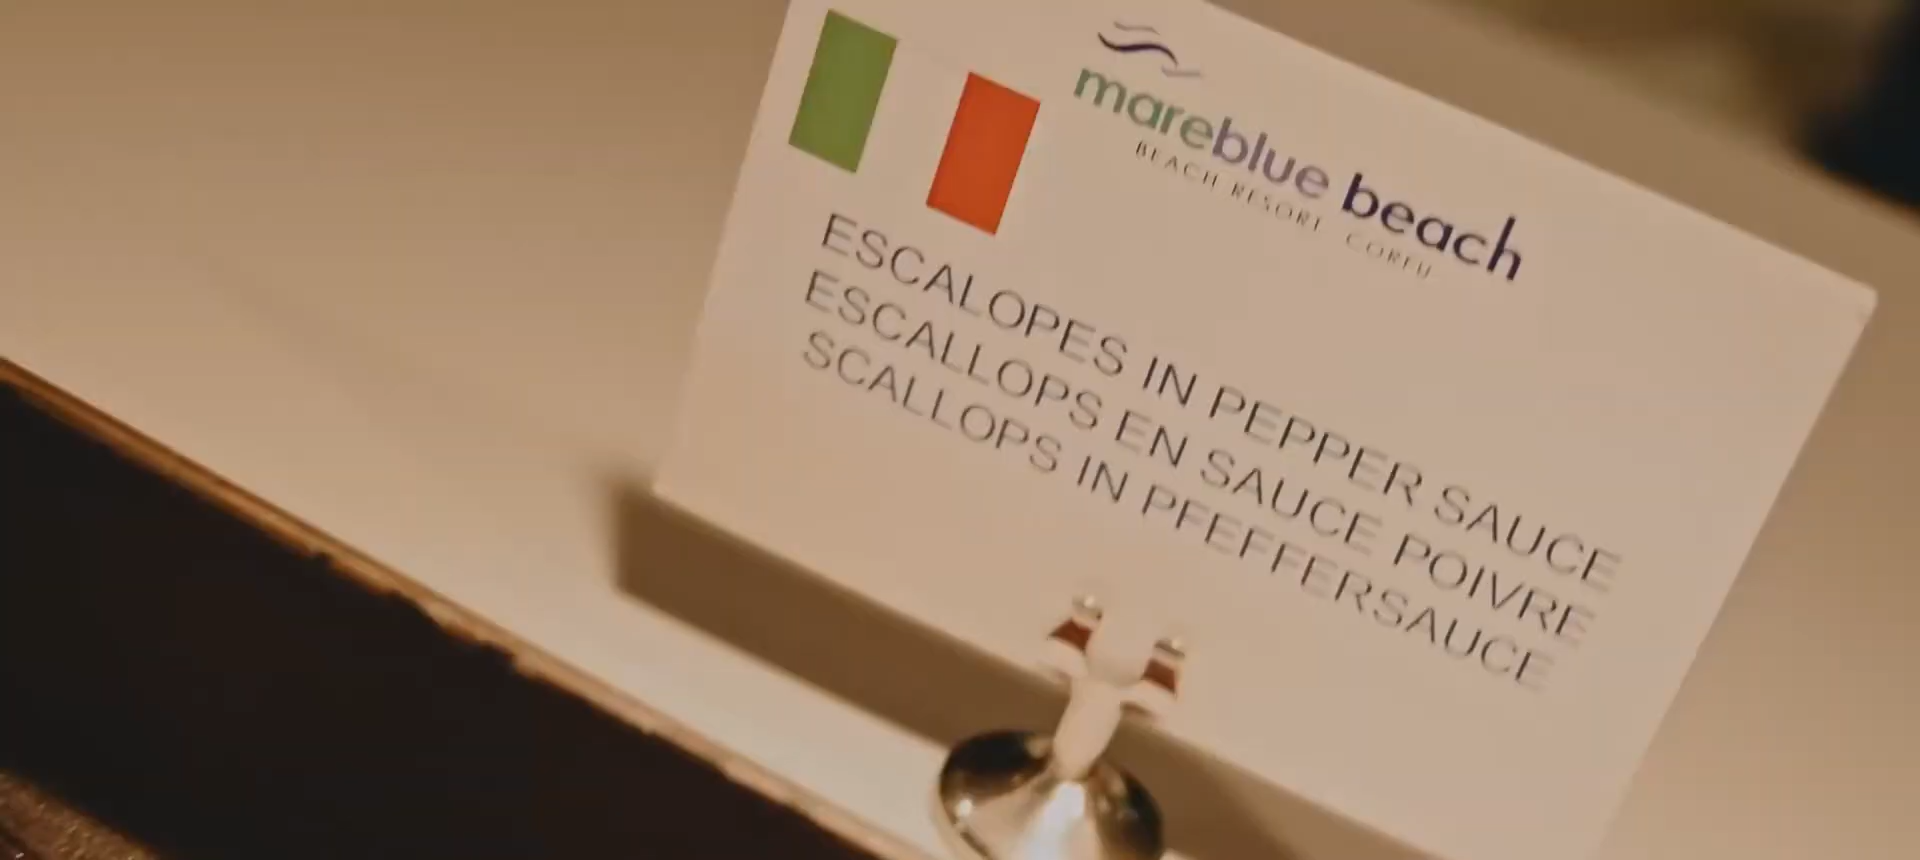 mareblue beach
BEACH RESORT CORFU
ESCALOPES IN PEPPER SAUCE
ESCALLOPS EN SAUCE POIVRE
SCALLOPS IN PFEFFERSAUCE